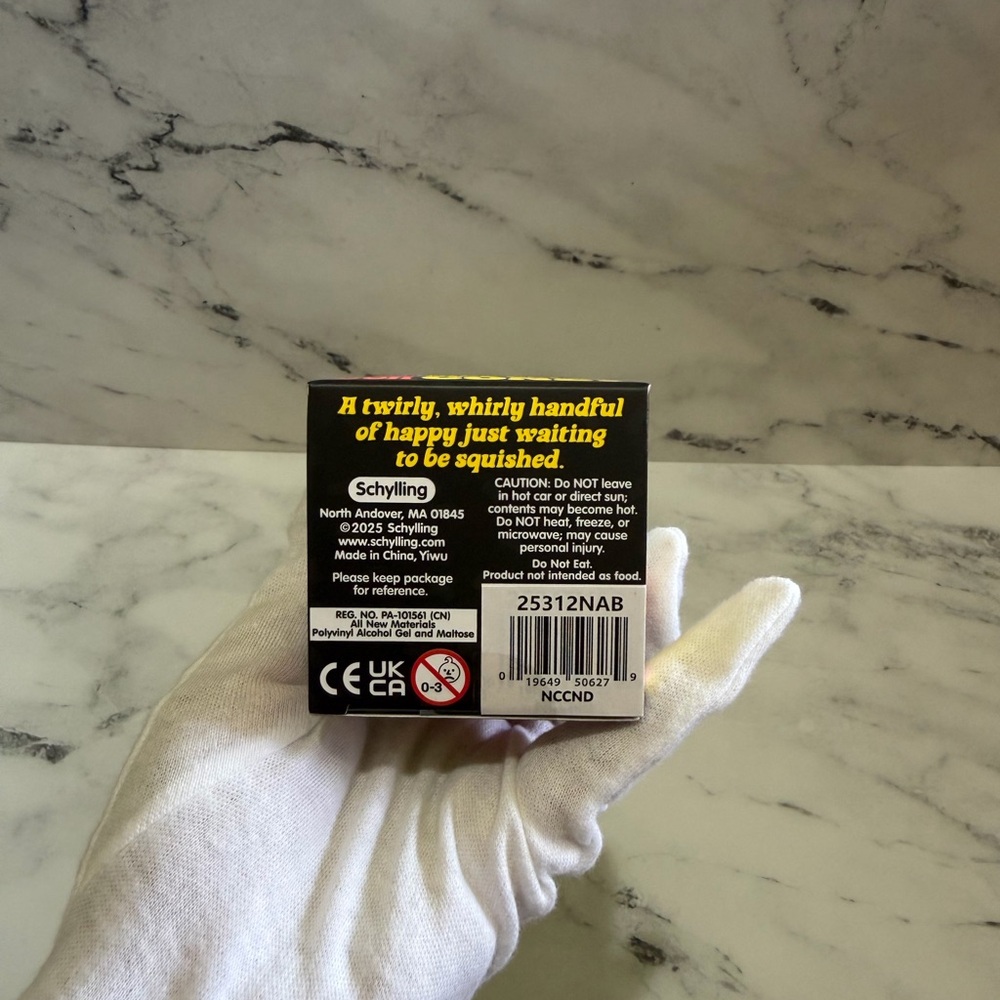 A twirly, whirly handful
of happy just waiting
to be squished.
Schylling
North Andover, MA 01845
©2025 Schylling
www.schylling.com
Made in China, Yiwu
Please keep package
for reference.
REG. NO. PA-101561 (CN)
All New Materials
Polyvinyl Alcohol Gel and Maltose
CE
UK
CA
0-3
CAUTION: Do NOT leave
in hot car or direct sun;
contents may become hot.
Do NOT heat, freeze, or
microwave; may cause
personal injury.
Do Not Eat.
Product not intended as food.
25312NAB
0 19649 50627 9
NCCND